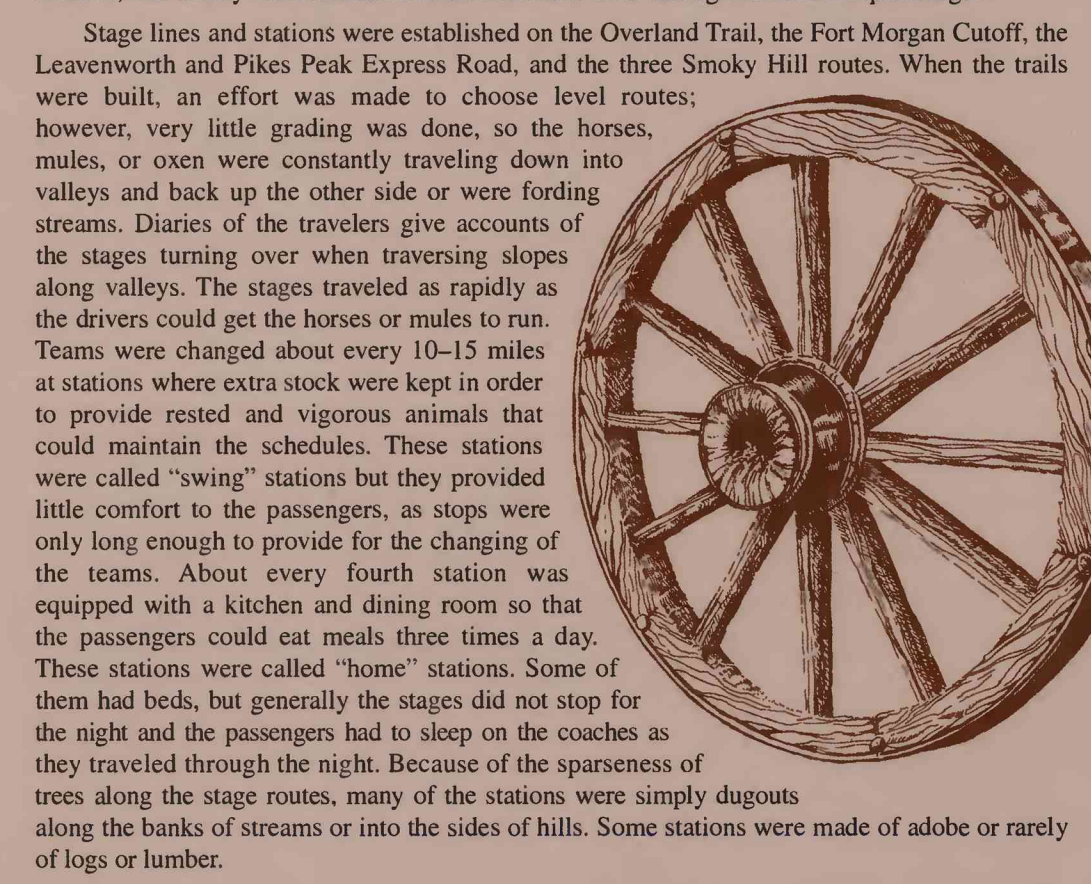 Stage lines and stations were established on the Overland Trail, the Fort Morgan Cutoff, the
Leavenworth and Pikes Peak Express Road, and the three Smoky Hill routes. When the trails
were built, an effort was made to choose level routes;
however, very little grading was done, so the horses,
mules, or oxen were constantly traveling down into
valleys and back up the other side or were fording
streams. Diaries of the travelers give accounts of
the stages turning over when traversing slopes
along valleys. The stages traveled as rapidly as
the drivers could get the horses or mules to run.
Teams were changed about every 10–15 miles
at stations where extra stock were kept in order
to provide rested and vigorous animals that
could maintain the schedules. These stations
were called “swing” stations but they provided
little comfort to the passengers, as stops were
only long enough to provide for the changing of
the teams. About every fourth station was
equipped with a kitchen and dining room so that
the passengers could eat meals three times a day.
These stations were called “home” stations. Some of
them had beds, but generally the stages did not stop for
the night and the passengers had to sleep on the coaches as
they traveled through the night. Because of the sparseness of
trees along the stage routes, many of the stations were simply dugouts
along the banks of streams or into the sides of hills. Some stations were made of adobe or rarely
of logs or lumber.